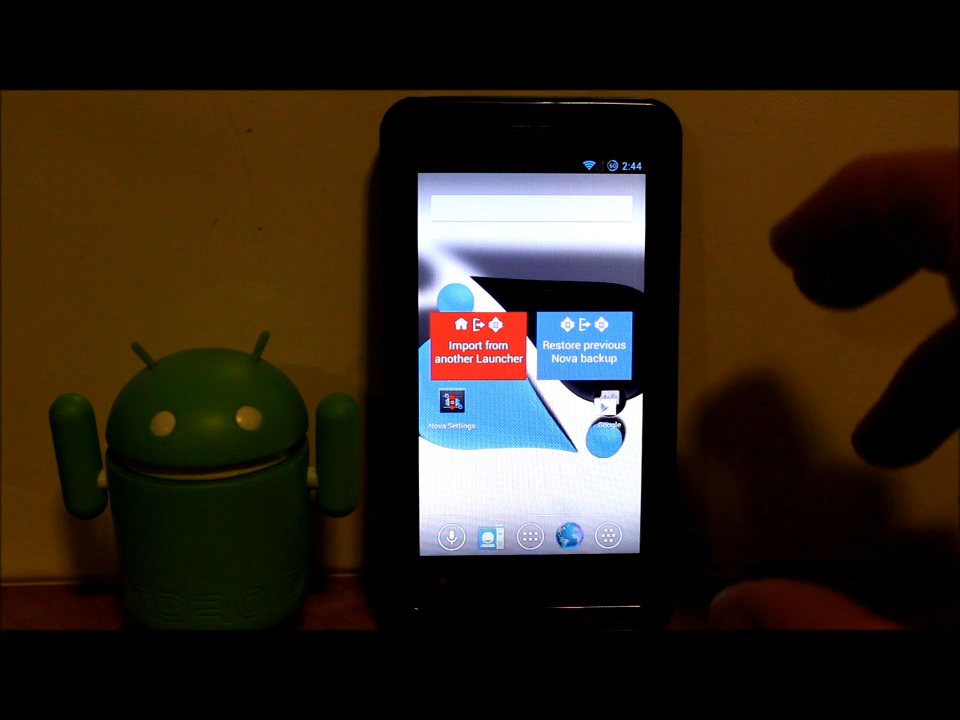 2:44
Import from
another Launcher
Restore previous
Nova backup
Nova Settings
Google